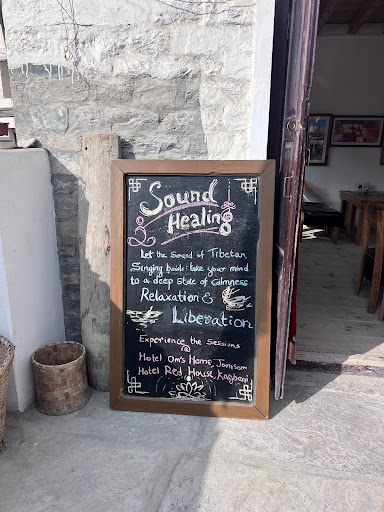 Sound
Healing
Let the Sound of Tibetan
Singing bowls take your mind
to a deep state of calmness
Relaxation &
Liberation
Experience the Sessions
@
Hotel Om's Home, Jomsom
Hotel Red House, Kagbeni